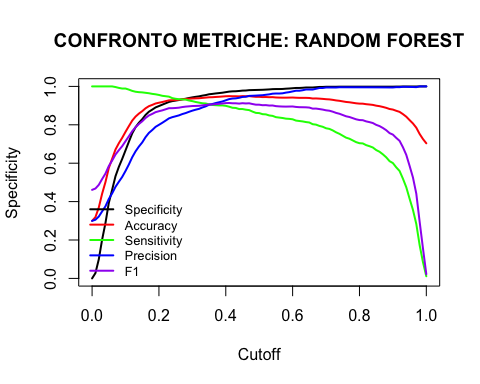 CONFRONTO METRICHE: RANDOM FOREST
Specificity
1.0
0.8
0.6
0.4
0.2
0.0
Specificity
Accuracy
Sensitivity
Precision
F1
0.0 0.2 0.4 0.6 0.8 1.0
Cutoff